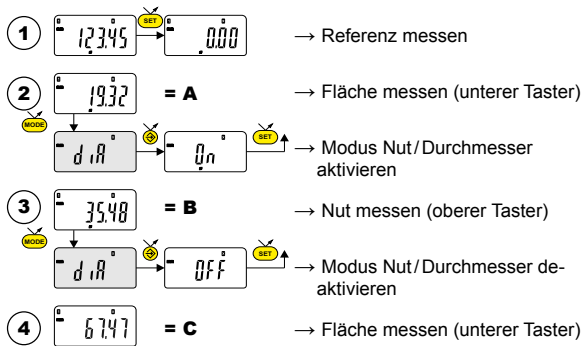 1 123.45 SET 0.00 → Referenz messen
2 19.32 = A → Fläche messen (unterer Taster)
MODE
diA On SET → Modus Nut/Durchmesser
aktivieren
3 35.48 = B → Nut messen (oberer Taster)
MODE
diA OFF SET → Modus Nut/Durchmesser de-
aktivieren
4 67.47 = C → Fläche messen (unterer Taster)